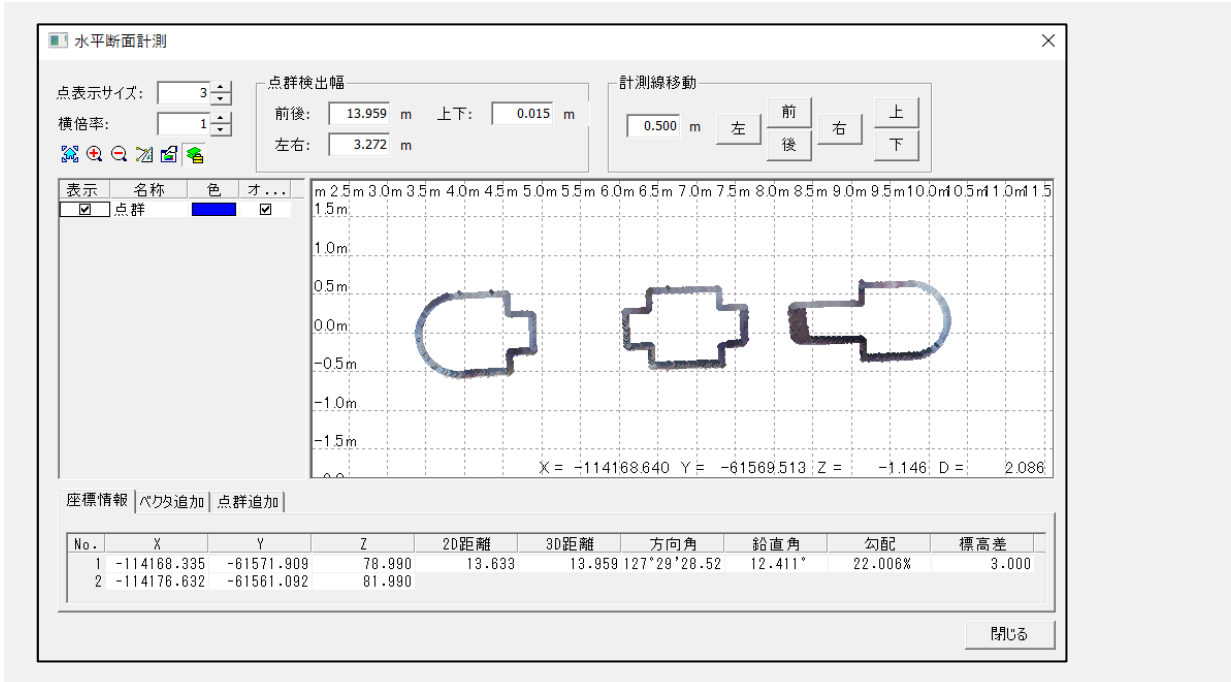 水平断面計測
点表示サイズ: 3
横倍率: 1
点群検出幅
前後: 13.959 m 上下: 0.015 m
左右: 3.272 m
計測線移動
0.500 m 左 前 後 右 上 下
表示 名称 色 オ...
点群
m 2.5m 3.0m 3.5m 4.0m 4.5m 5.0m 5.5m 6.0m 6.5m 7.0m 7.5m 8.0m 8.5m 9.0m 9.5m 10.0m 10.5m 11.0m 11.5
1.5m
1.0m
0.5m
0.0m
-0.5m
-1.0m
-1.5m
X = -114168.640 Y = -61569.513 Z = -1.146 D = 2.086
座標情報 ベクタ追加 点群追加
No. X Y Z 2D距離 3D距離 方向角 鉛直角 勾配 標高差
1 -114168.335 -61571.909 78.990 13.633 13.959 127°29'28.52 12.411° 22.006% 3.000
2 -114176.632 -61561.092 81.990
閉じる